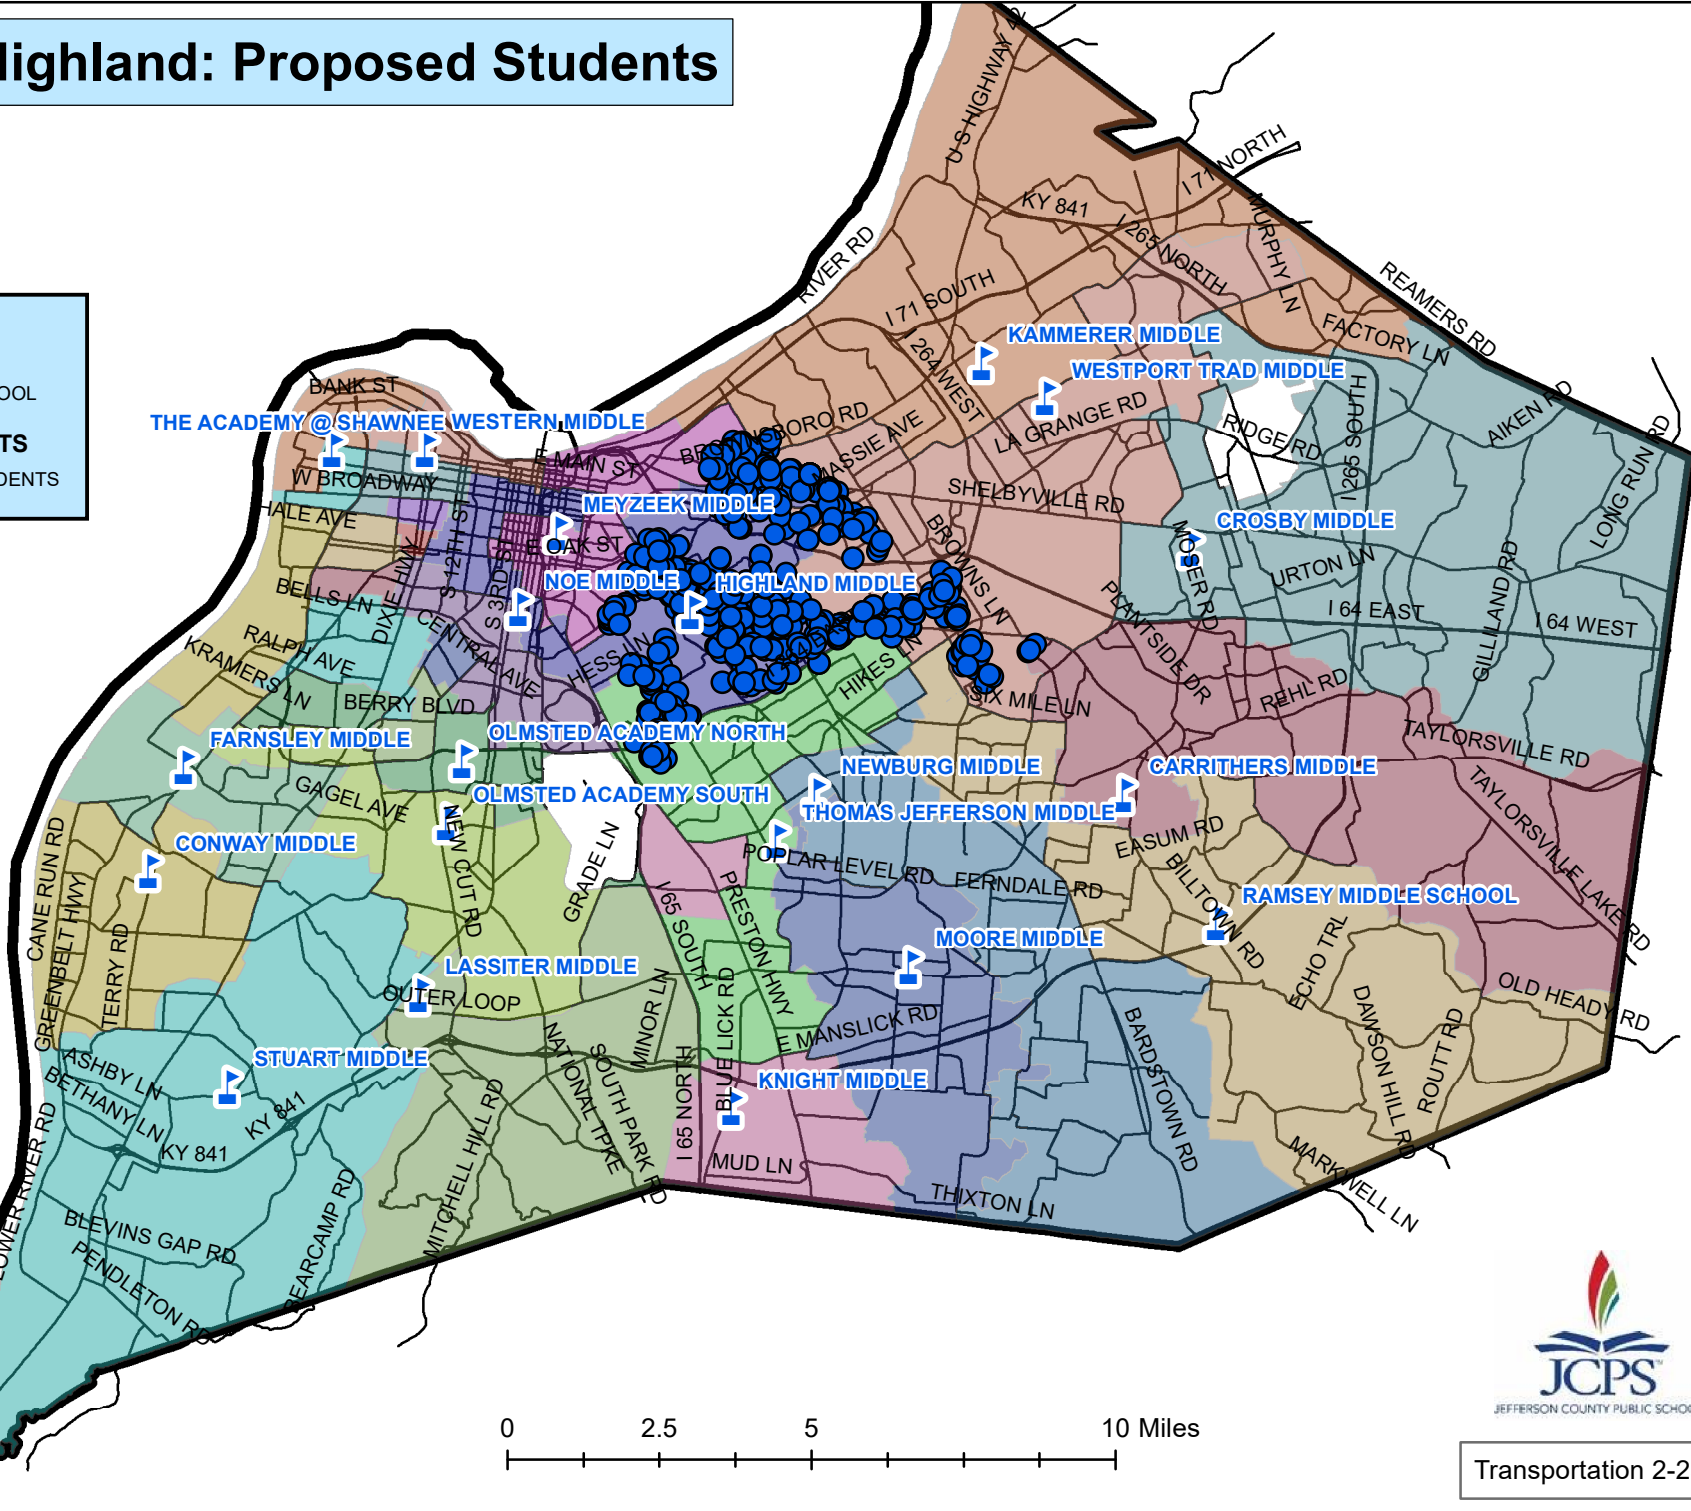 Highland: Proposed Students
OOL
TS
DENTS
U S HIGHWAY 42
I 71 NORTH
KY 841
I 265 NORTH
MURPHY LN
RIVER RD
I 71 SOUTH
REAMERS RD
FACTORY LN
I 264 WEST
KAMMERER MIDDLE
WESTPORT TRAD MIDDLE
BANK ST
THE ACADEMY @ SHAWNEE
WESTERN MIDDLE
BROWNSBORO RD
MASSIE AVE
LA GRANGE RD
RIDGE RD
I 265 SOUTH
AIKEN RD
LONG RUN RD
E MAIN ST
W BROADWAY
SHELBYVILLE RD
MEYZEEK MIDDLE
HALE AVE
CROSBY MIDDLE
S 12TH ST
E OAK ST
BROWNS LN
MOSER RD
URTON LN
GILLILAND RD
DIXIE HWY
S 3RD ST
NOE MIDDLE
HIGHLAND MIDDLE
BELLS LN
I 64 EAST
I 64 WEST
PLANTSIDE DR
CENTRAL AVE
RALPH AVE
KRAMERS LN
HESS LN
HIKES LN
BERRY BLVD
SIX MILE LN
REHL RD
TAYLORSVILLE RD
FARNSLEY MIDDLE
OLMSTED ACADEMY NORTH
NEWBURG MIDDLE
CARRITHERS MIDDLE
GAGEL AVE
OLMSTED ACADEMY SOUTH
THOMAS JEFFERSON MIDDLE
TAYLORSVILLE LAKE RD
CONWAY MIDDLE
NEW CUT RD
GRADE LN
POPLAR LEVEL RD
EASUM RD
BILLTOWN RD
CANE RUN RD
GREENBELT HWY
FERNDALE RD
RAMSEY MIDDLE SCHOOL
TERRY RD
I 65 SOUTH
PRESTON HWY
MOORE MIDDLE
ECHO TRL
LASSITER MIDDLE
OUTER LOOP
MINOR LN
BLUE LICK RD
E MANSLICK RD
BARDSTOWN RD
DAWSON HILL RD
ROUTT RD
OLD HEADY RD
STUART MIDDLE
ASHBY LN
BETHANY LN
KY 841
KY 841
NATIONAL TPKE
SOUTH PARK RD
I 65 NORTH
KNIGHT MIDDLE
MITCHELL HILL RD
MUD LN
THIXTON LN
MARKWELL LN
LOWER RIVER RD
BLEVINS GAP RD
PENDLETON RD
BEARCAMP RD
0 2.5 5 10 Miles
JCPS
JEFFERSON COUNTY PUBLIC SCHOO
Transportation 2-2